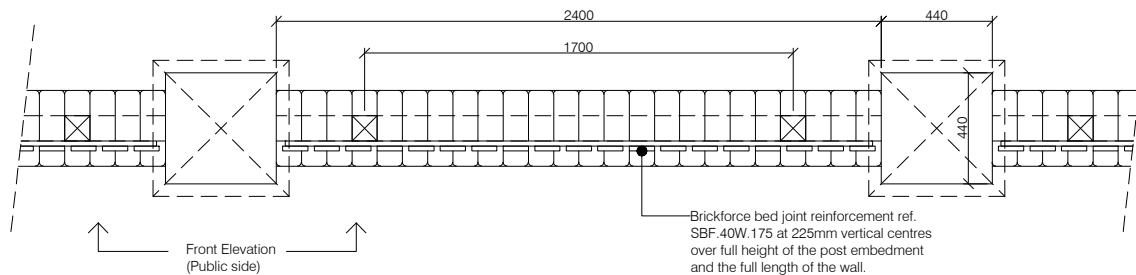 2400
440
1700
440
Brickforce bed joint reinforcement ref.
SBF.40W.175 at 225mm vertical centres
over full height of the post embedment
and the full length of the wall.
Front Elevation
(Public side)